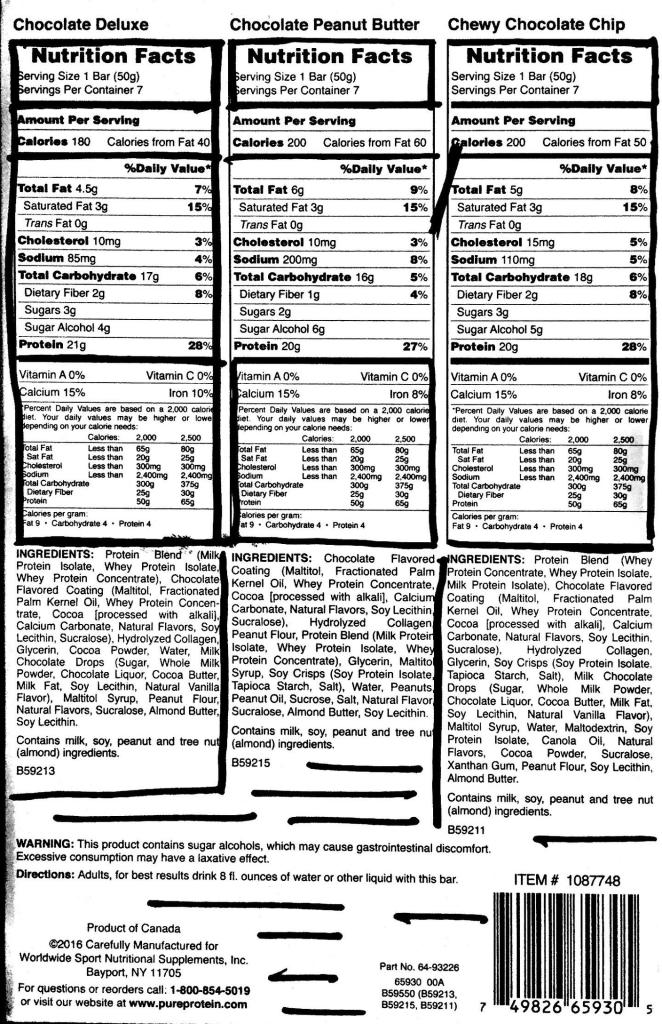 Chocolate Deluxe
Nutrition Facts
Serving Size 1 Bar (50g)
Servings Per Container 7
Amount Per Serving
Calories 180 Calories from Fat 40
%Daily Value*
Total Fat 4.5g 7%
Saturated Fat 3g 15%
Trans Fat 0g
Cholesterol 10mg 3%
Sodium 85mg 4%
Total Carbohydrate 17g 6%
Dietary Fiber 2g 8%
Sugars 3g
Sugar Alcohol 4g
Protein 21g 28%
Vitamin A 0% Vitamin C 0%
Calcium 15% Iron 10%
*Percent Daily Values are based on a 2,000 calorie
diet. Your daily values may be higher or lower
depending on your calorie needs:
Calories: 2,000 2,500
Total Fat Less than 65g 80g
Sat Fat Less than 20g 25g
Cholesterol Less than 300mg 300mg
Sodium Less than 2,400mg 2,400mg
Total Carbohydrate 300g 375g
Dietary Fiber 25g 30g
Protein 50g 65g
Calories per gram:
Fat 9 • Carbohydrate 4 • Protein 4
INGREDIENTS: Protein Blend (Milk
Protein Isolate, Whey Protein Isolate,
Whey Protein Concentrate), Chocolate
Flavored Coating (Maltitol, Fractionated
Palm Kernel Oil, Whey Protein Concen-
trate, Cocoa [processed with alkali],
Calcium Carbonate, Natural Flavors, Soy
Lecithin, Sucralose), Hydrolyzed Collagen,
Glycerin, Cocoa Powder, Water, Milk
Chocolate Drops (Sugar, Whole Milk
Powder, Chocolate Liquor, Cocoa Butter,
Milk Fat, Soy Lecithin, Natural Vanilla
Flavor), Maltitol Syrup, Peanut Flour,
Natural Flavors, Sucralose, Almond Butter,
Soy Lecithin.
Contains milk, soy, peanut and tree nut
(almond) ingredients.
B59213
Chocolate Peanut Butter
Nutrition Facts
Serving Size 1 Bar (50g)
Servings Per Container 7
Amount Per Serving
Calories 200 Calories from Fat 60
%Daily Value*
Total Fat 6g 9%
Saturated Fat 3g 15%
Trans Fat 0g
Cholesterol 10mg 3%
Sodium 200mg 8%
Total Carbohydrate 16g 5%
Dietary Fiber 1g 4%
Sugars 2g
Sugar Alcohol 6g
Protein 20g 27%
Vitamin A 0% Vitamin C 0%
Calcium 15% Iron 8%
*Percent Daily Values are based on a 2,000 calorie
diet. Your daily values may be higher or lower
depending on your calorie needs:
Calories: 2,000 2,500
Total Fat Less than 65g 80g
Sat Fat Less than 20g 25g
Cholesterol Less than 300mg 300mg
Sodium Less than 2,400mg 2,400mg
Total Carbohydrate 300g 375g
Dietary Fiber 25g 30g
Protein 50g 65g
Calories per gram:
Fat 9 • Carbohydrate 4 • Protein 4
INGREDIENTS: Chocolate Flavored
Coating (Maltitol, Fractionated Palm
Kernel Oil, Whey Protein Concentrate,
Cocoa [processed with alkali], Calcium
Carbonate, Natural Flavors, Soy Lecithin,
Sucralose), Hydrolyzed Collagen,
Peanut Flour, Protein Blend (Milk Protein
Isolate, Whey Protein Isolate, Whey
Protein Concentrate), Glycerin, Maltitol
Syrup, Soy Crisps (Soy Protein Isolate,
Tapioca Starch, Salt), Water, Peanuts,
Peanut Oil, Sucrose, Salt, Natural Flavor,
Sucralose, Almond Butter, Soy Lecithin.
Contains milk, soy, peanut and tree nut
(almond) ingredients.
B59215
Chewy Chocolate Chip
Nutrition Facts
Serving Size 1 Bar (50g)
Servings Per Container 7
Amount Per Serving
Calories 200 Calories from Fat 50
%Daily Value*
Total Fat 5g 8%
Saturated Fat 3g 15%
Trans Fat 0g
Cholesterol 15mg 5%
Sodium 110mg 5%
Total Carbohydrate 18g 6%
Dietary Fiber 2g 8%
Sugars 3g
Sugar Alcohol 5g
Protein 20g 28%
Vitamin A 0% Vitamin C 0%
Calcium 15% Iron 8%
*Percent Daily Values are based on a 2,000 calorie
diet. Your daily values may be higher or lower
depending on your calorie needs:
Calories: 2,000 2,500
Total Fat Less than 65g 80g
Sat Fat Less than 20g 25g
Cholesterol Less than 300mg 300mg
Sodium Less than 2,400mg 2,400mg
Total Carbohydrate 300g 375g
Dietary Fiber 25g 30g
Protein 50g 65g
Calories per gram:
Fat 9 • Carbohydrate 4 • Protein 4
INGREDIENTS: Protein Blend (Whey
Protein Concentrate, Whey Protein Isolate,
Milk Protein Isolate), Chocolate Flavored
Coating (Maltitol, Fractionated Palm
Kernel Oil, Whey Protein Concentrate,
Cocoa [processed with alkali], Calcium
Carbonate, Natural Flavors, Soy Lecithin,
Sucralose), Hydrolyzed Collagen,
Glycerin, Soy Crisps (Soy Protein Isolate.
Tapioca Starch, Salt), Milk Chocolate
Drops (Sugar, Whole Milk Powder,
Chocolate Liquor, Cocoa Butter, Milk Fat,
Soy Lecithin, Natural Vanilla Flavor),
Maltitol Syrup, Water, Maltodextrin, Soy
Protein Isolate, Canola Oil, Natural
Flavors, Cocoa Powder, Sucralose,
Xanthan Gum, Peanut Flour, Soy Lecithin,
Almond Butter.
Contains milk, soy, peanut and tree nut
(almond) ingredients.
B59211
WARNING: This product contains sugar alcohols, which may cause gastrointestinal discomfort.
Excessive consumption may have a laxative effect.
Directions: Adults, for best results drink 8 fl. ounces of water or other liquid with this bar.
Product of Canada
©2016 Carefully Manufactured for
Worldwide Sport Nutritional Supplements, Inc.
Bayport, NY 11705
For questions or reorders call: 1-800-854-5019
or visit our website at www.pureprotein.com
Part No. 64-93226
65930 00A
B59550 (B59213,
B59215, B59211)
ITEM # 1087748
7 49826 65930 5